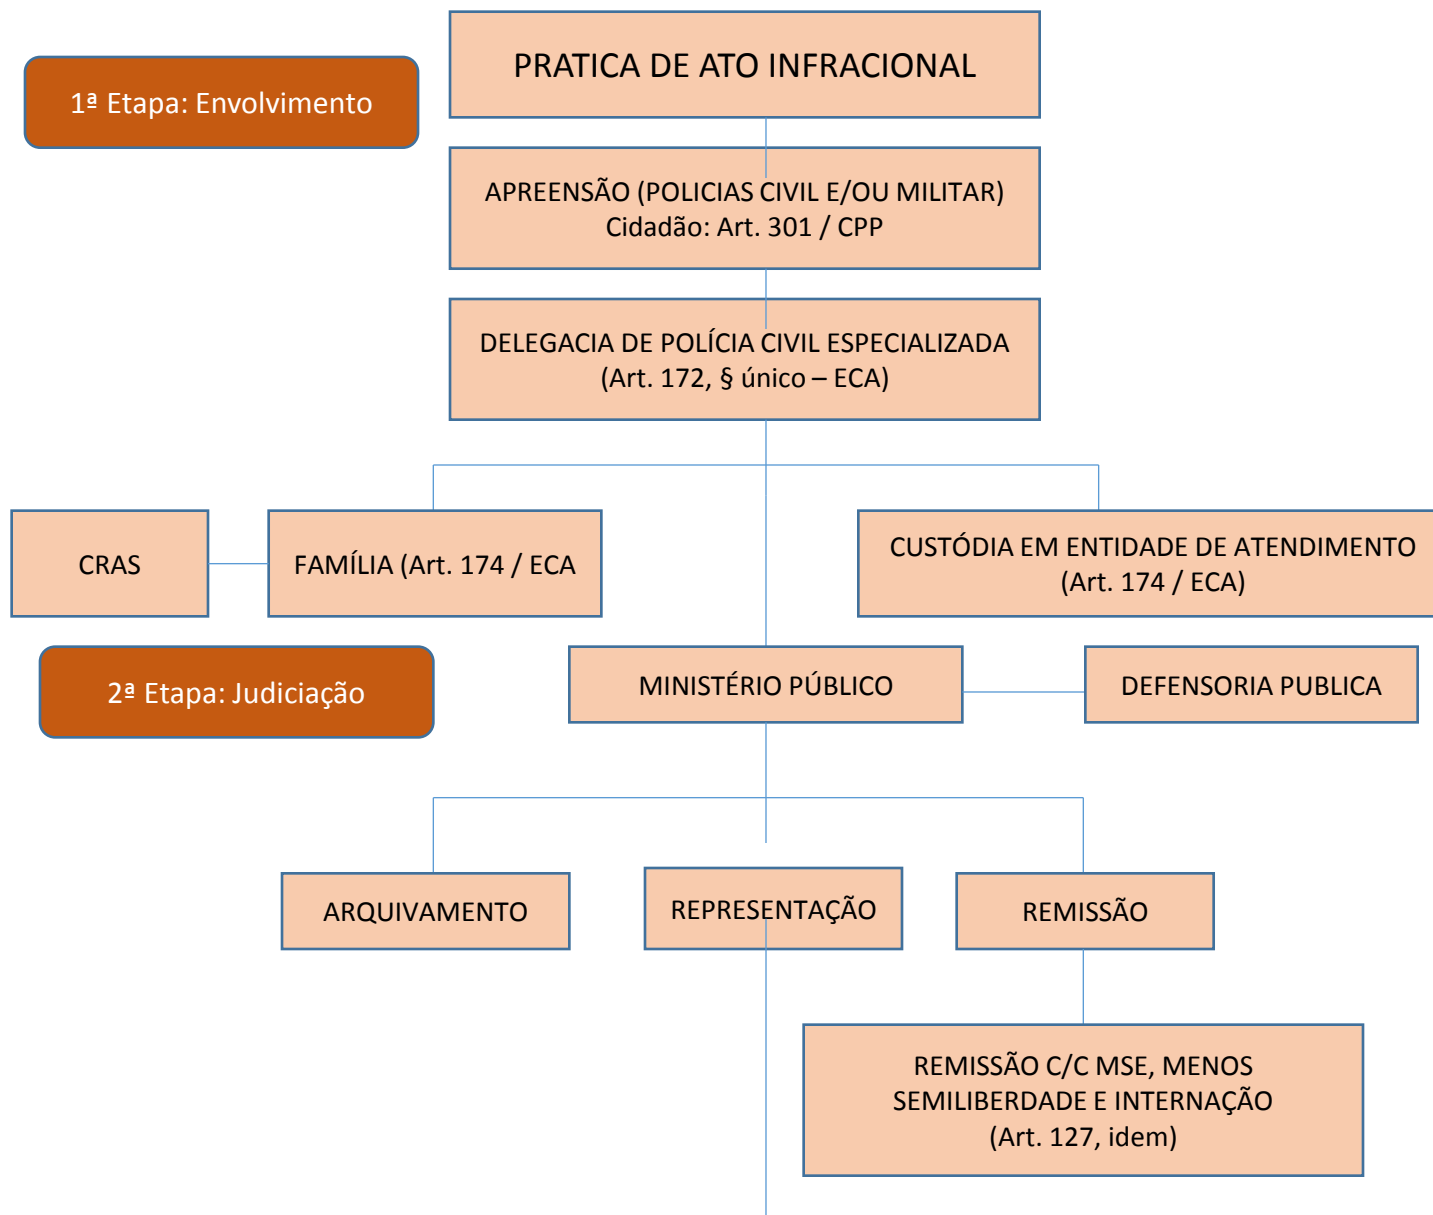 PRATICA DE ATO INFRACIONAL
1ª Etapa: Envolvimento
APREENSÃO (POLICIAS CIVIL E/OU MILITAR)
Cidadão: Art. 301 / CPP
DELEGACIA DE POLÍCIA CIVIL ESPECIALIZADA
(Art. 172, § único – ECA)
CRAS
FAMÍLIA (Art. 174 / ECA
CUSTÓDIA EM ENTIDADE DE ATENDIMENTO
(Art. 174 / ECA)
2ª Etapa: Judiciação
MINISTÉRIO PÚBLICO
DEFENSORIA PUBLICA
ARQUIVAMENTO
REPRESENTAÇÃO
REMISSÃO
REMISSÃO C/C MSE, MENOS
SEMILIBERDADE E INTERNAÇÃO
(Art. 127, idem)